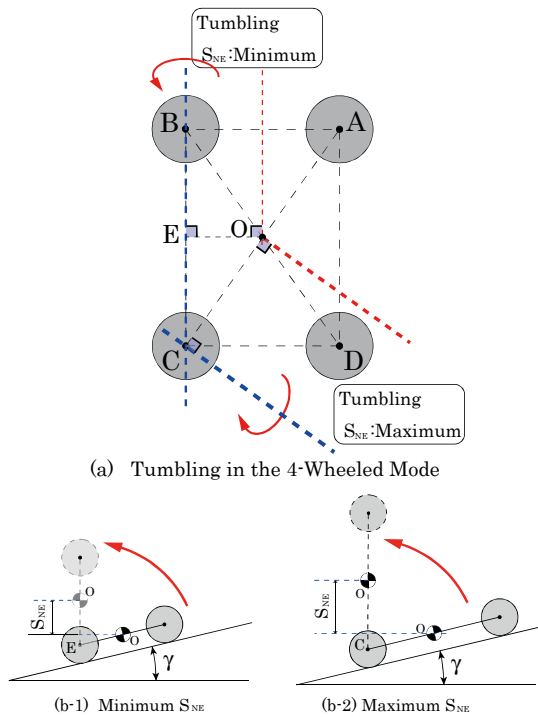 Tumbling
S_NE:Minimum
B
A
E
O
C
D
Tumbling
S_NE:Maximum
(a) Tumbling in the 4-Wheeled Mode
S_NE
O
E
O
γ
(b-1) Minimum S_NE
S_NE
O
C
O
γ
(b-2) Maximum S_NE